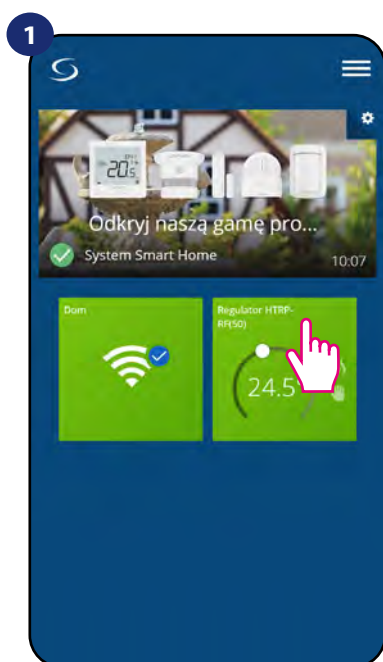 1
20.5
Odkryj naszą gamę pro...
System Smart Home
10:07
Dom
Regulator HTRP-
RF(50)
24.5